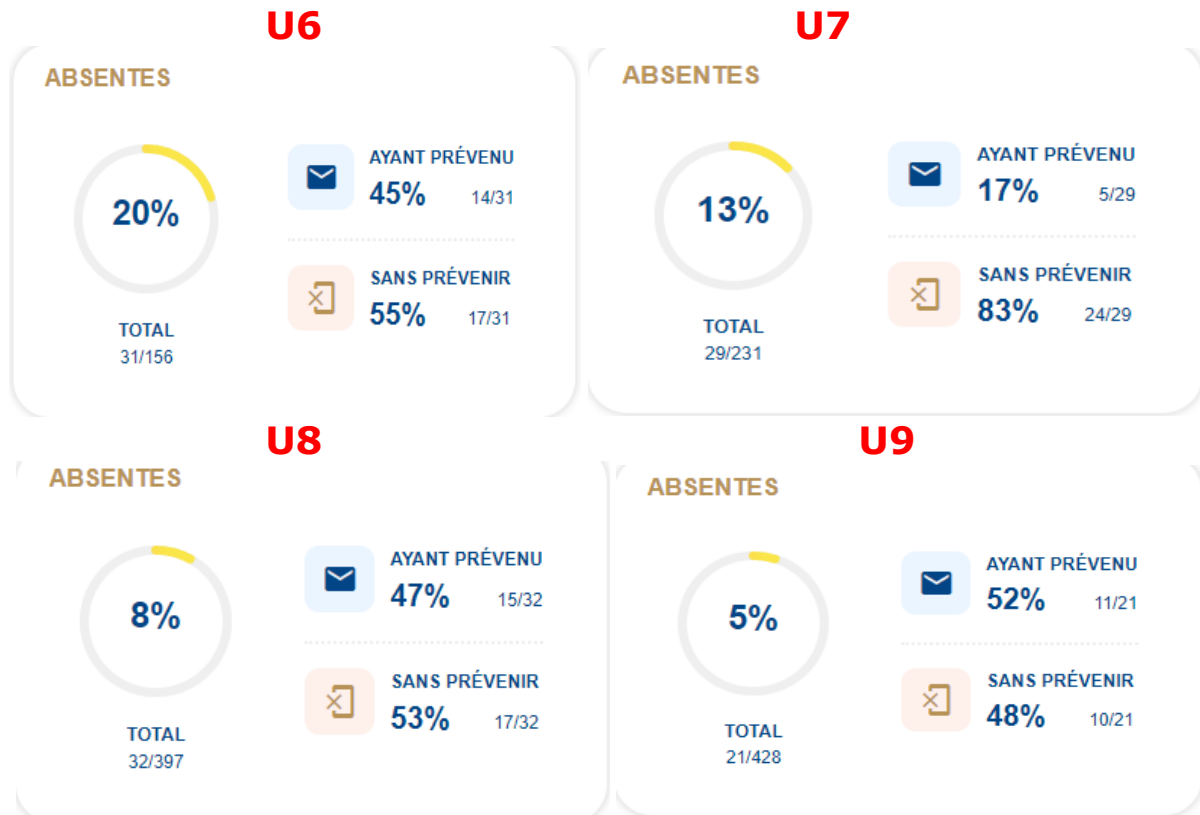 U6
ABSENTES
20%
TOTAL
31/156
AYANT PRÉVENU
45% 14/31
SANS PRÉVENIR
55% 17/31
U7
ABSENTES
13%
TOTAL
29/231
AYANT PRÉVENU
17% 5/29
SANS PRÉVENIR
83% 24/29
U8
ABSENTES
8%
TOTAL
32/397
AYANT PRÉVENU
47% 15/32
SANS PRÉVENIR
53% 17/32
U9
ABSENTES
5%
TOTAL
21/428
AYANT PRÉVENU
52% 11/21
SANS PRÉVENIR
48% 10/21